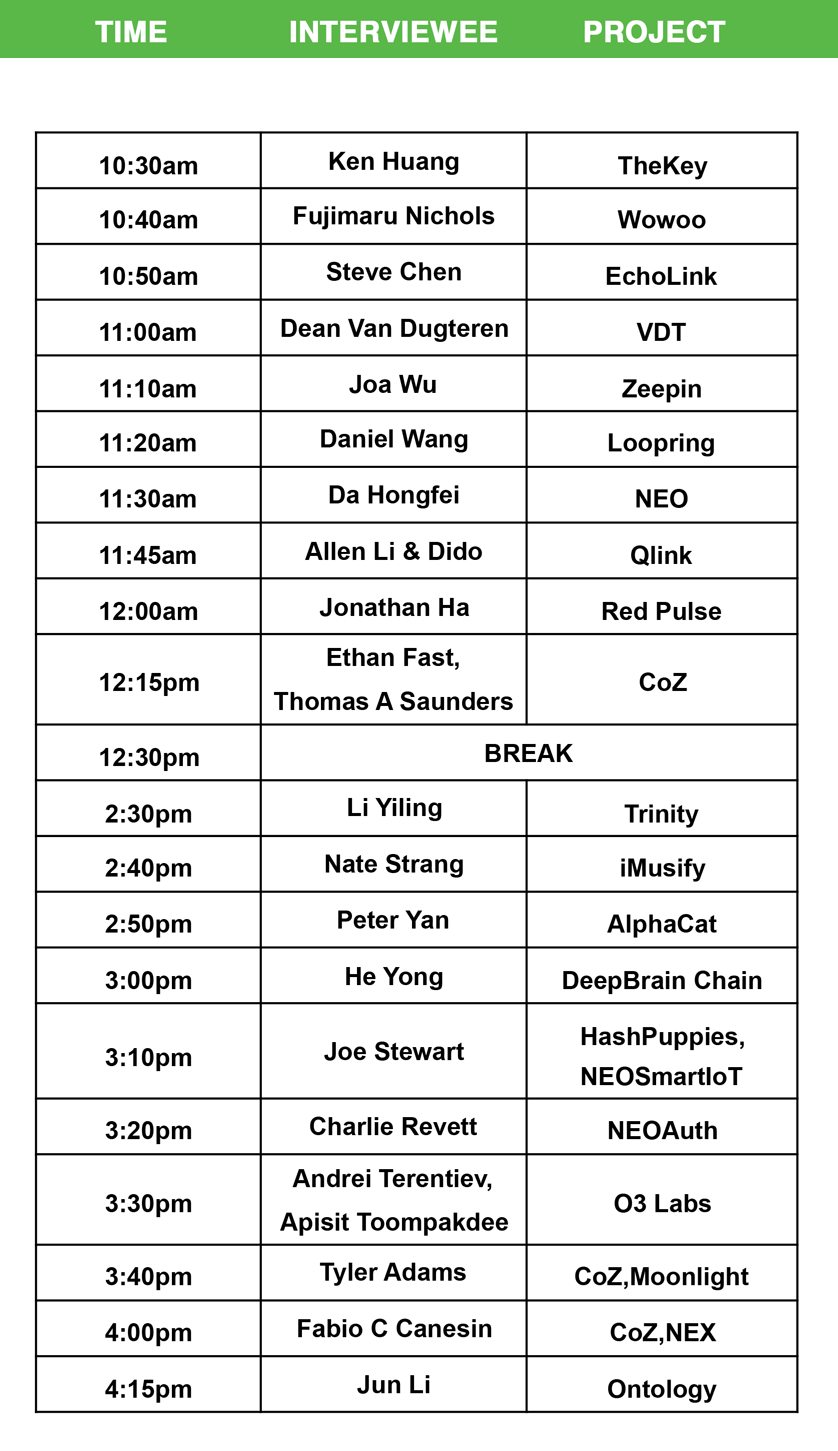 TIME INTERVIEWEE PROJECT
10:30am Ken Huang TheKey
10:40am Fujimaru Nichols Wowoo
10:50am Steve Chen EchoLink
11:00am Dean Van Dugteren VDT
11:10am Joa Wu Zeepin
11:20am Daniel Wang Loopring
11:30am Da Hongfei NEO
11:45am Allen Li & Dido Qlink
12:00am Jonathan Ha Red Pulse
12:15pm Ethan Fast, CoZ
Thomas A Saunders
12:30pm BREAK
2:30pm Li Yiling Trinity
2:40pm Nate Strang iMusify
2:50pm Peter Yan AlphaCat
3:00pm He Yong DeepBrain Chain
3:10pm Joe Stewart HashPuppies,
NEOSmartIoT
3:20pm Charlie Revett NEOAuth
3:30pm Andrei Terentiev, O3 Labs
Apisit Toompakdee
3:40pm Tyler Adams CoZ,Moonlight
4:00pm Fabio C Canesin CoZ,NEX
4:15pm Jun Li Ontology